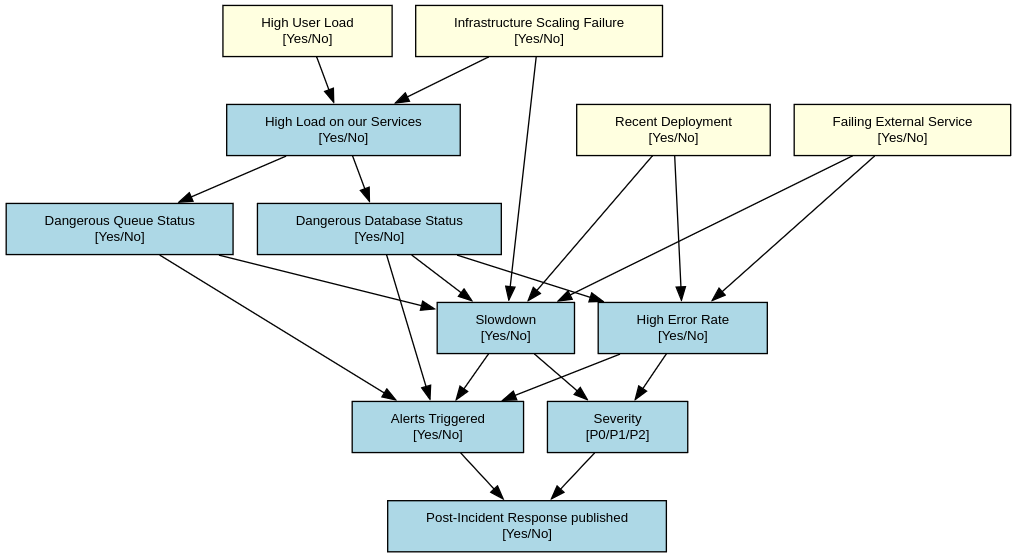 High User Load
[Yes/No]
Infrastructure Scaling Failure
[Yes/No]
High Load on our Services
[Yes/No]
Recent Deployment
[Yes/No]
Failing External Service
[Yes/No]
Dangerous Queue Status
[Yes/No]
Dangerous Database Status
[Yes/No]
Slowdown
[Yes/No]
High Error Rate
[Yes/No]
Alerts Triggered
[Yes/No]
Severity
[P0/P1/P2]
Post-Incident Response published
[Yes/No]